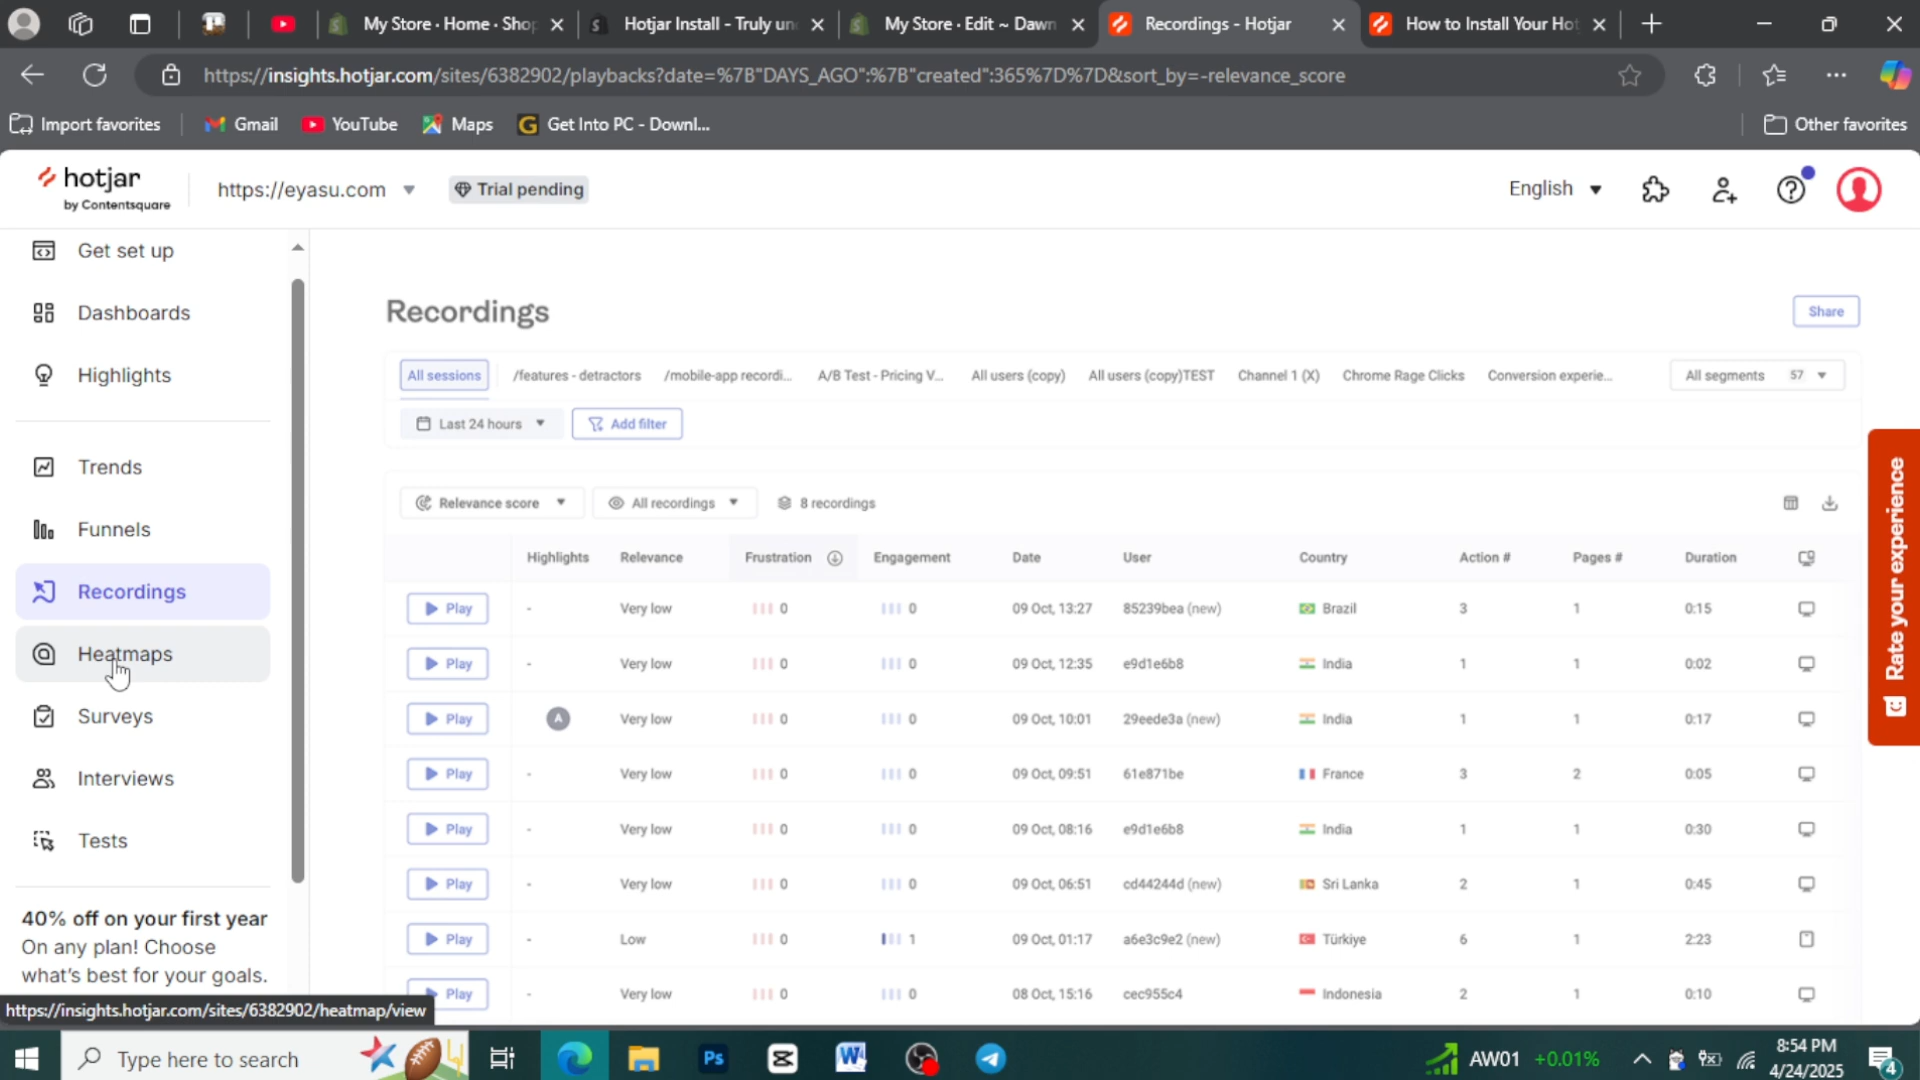 My Store · Home · Shop
Hotjar Install - Truly un
My Store · Edit ~ Dawn
Recordings - Hotjar
How to Install Your Hot
https://insights.hotjar.com/sites/6382902/playbacks?date=%7B"DAYS_AGO":%7B"created":365%7D%7D&sort_by=-relevance_score
Import favorites
Gmail
YouTube
Maps
Get Into PC - Downl...
Other favorites
hotjar
by Contentsquare
https://eyasu.com
Trial pending
English
Get set up
Dashboards
Highlights
Trends
Funnels
Recordings
Heatmaps
Surveys
Interviews
Tests
40% off on your first year
On any plan! Choose
what's best for your goals.
https://insights.hotjar.com/sites/6382902/heatmap/view
Recordings
Share
All sessions
/features - detractors
/mobile-app recordi...
A/B Test - Pricing V...
All users (copy)
All users (copy)TEST
Channel 1 (X)
Chrome Rage Clicks
Conversion experie...
All segments 57
Last 24 hours
Add filter
Relevance score
All recordings
8 recordings
Highlights Relevance Frustration Engagement Date User Country Action # Pages # Duration
Play - Very low 0 0 09 Oct, 13:27 85239bea (new) Brazil 3 1 0:15
Play - Very low 0 0 09 Oct, 12:35 e9d1e6b8 India 1 1 0:02
Play A Very low 0 0 09 Oct, 10:01 29eede3a (new) India 1 1 0:17
Play - Very low 0 0 09 Oct, 09:51 61e871be France 3 2 0:05
Play - Very low 0 0 09 Oct, 08:16 e9d1e6b8 India 1 1 0:30
Play - Very low 0 0 09 Oct, 06:51 cd44244d (new) Sri Lanka 2 1 0:45
Play - Low 0 1 09 Oct, 01:17 a6e3c9e2 (new) Türkiye 6 1 2:23
Play - Very low 0 0 08 Oct, 15:16 cec955c4 Indonesia 2 1 0:10
Rate your experience
Type here to search
Ps
AW01 +0.01%
8:54 PM
4/24/2025
4